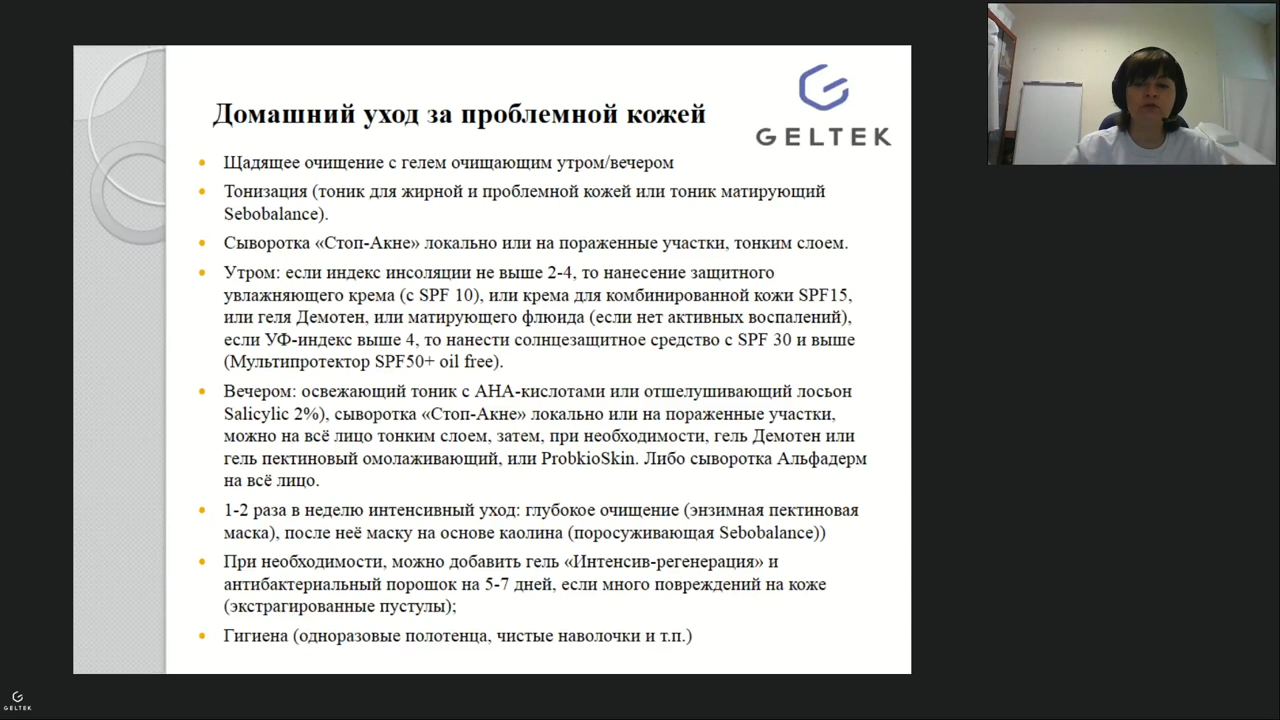 GELTEK
Домашний уход за проблемной кожей
Щадящее очищение с гелем очищающим утром/вечером
Тонизация (тоник для жирной и проблемной кожей или тоник матирующий
Sebobalance).
Сыворотка «Стоп-Акне» локально или на пораженные участки, тонким слоем.
Утром: если индекс инсоляции не выше 2-4, то нанесение защитного
увлажняющего крема (с SPF 10), или крема для комбинированной кожи SPF15,
или геля Демотен, или матирующего флюида (если нет активных воспалений),
если УФ-индекс выше 4, то нанести солнцезащитное средство с SPF 30 и выше
(Мультипротектор SPF50+ oil free).
Вечером: освежающий тоник с АНА-кислотами или отшелушивающий лосьон
Salicylic 2%), сыворотка «Стоп-Акне» локально или на пораженные участки,
можно на всё лицо тонким слоем, затем, при необходимости, гель Демотен или
гель пектиновый омолаживающий, или ProbkioSkin. Либо сыворотка Альфадерм
на всё лицо.
1-2 раза в неделю интенсивный уход: глубокое очищение (энзимная пектиновая
маска), после неё маску на основе каолина (поросуживающая Sebobalance))
При необходимости, можно добавить гель «Интенсив-регенерация» и
антибактериальный порошок на 5-7 дней, если много повреждений на коже
(экстрагированные пустулы);
Гигиена (одноразовые полотенца, чистые наволочки и т.п.)
GELTEK